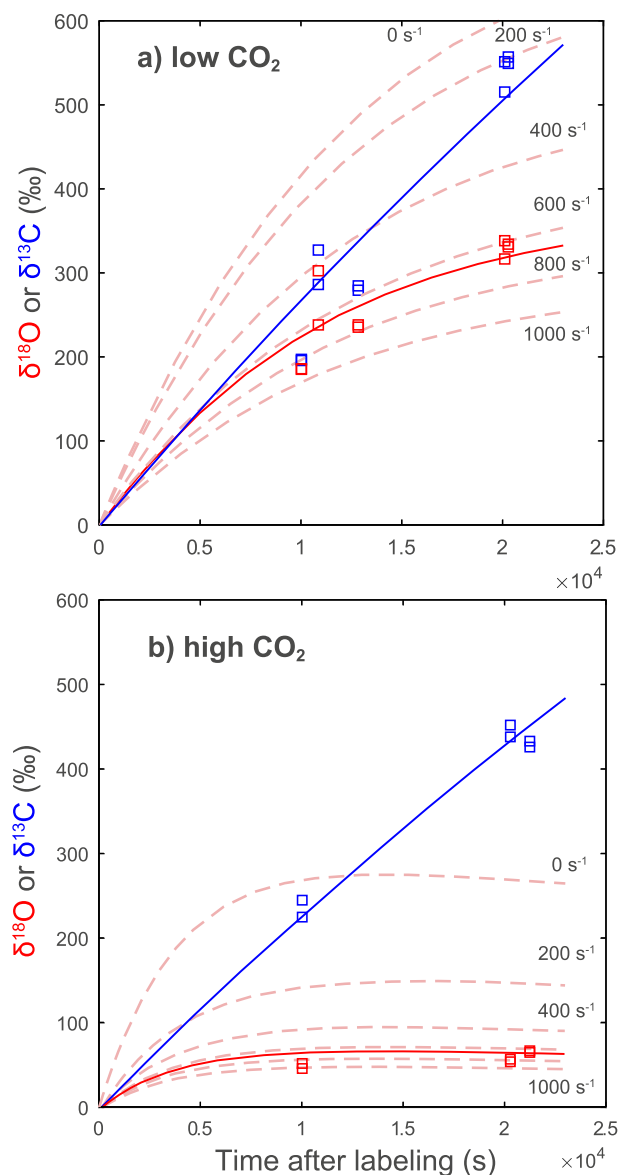 600
500
400
300
200
100
0
δ¹⁸O or δ¹³C (‰)
a) low CO₂
0 s⁻¹
200 s⁻¹
400 s⁻¹
600 s⁻¹
800 s⁻¹
1000 s⁻¹
0 0.5 1 1.5 2 2.5
×10⁴
600
500
400
300
200
100
0
δ¹⁸O or δ¹³C (‰)
b) high CO₂
0 s⁻¹
200 s⁻¹
400 s⁻¹
1000 s⁻¹
0 0.5 1 1.5 2 2.5
Time after labeling (s)
×10⁴